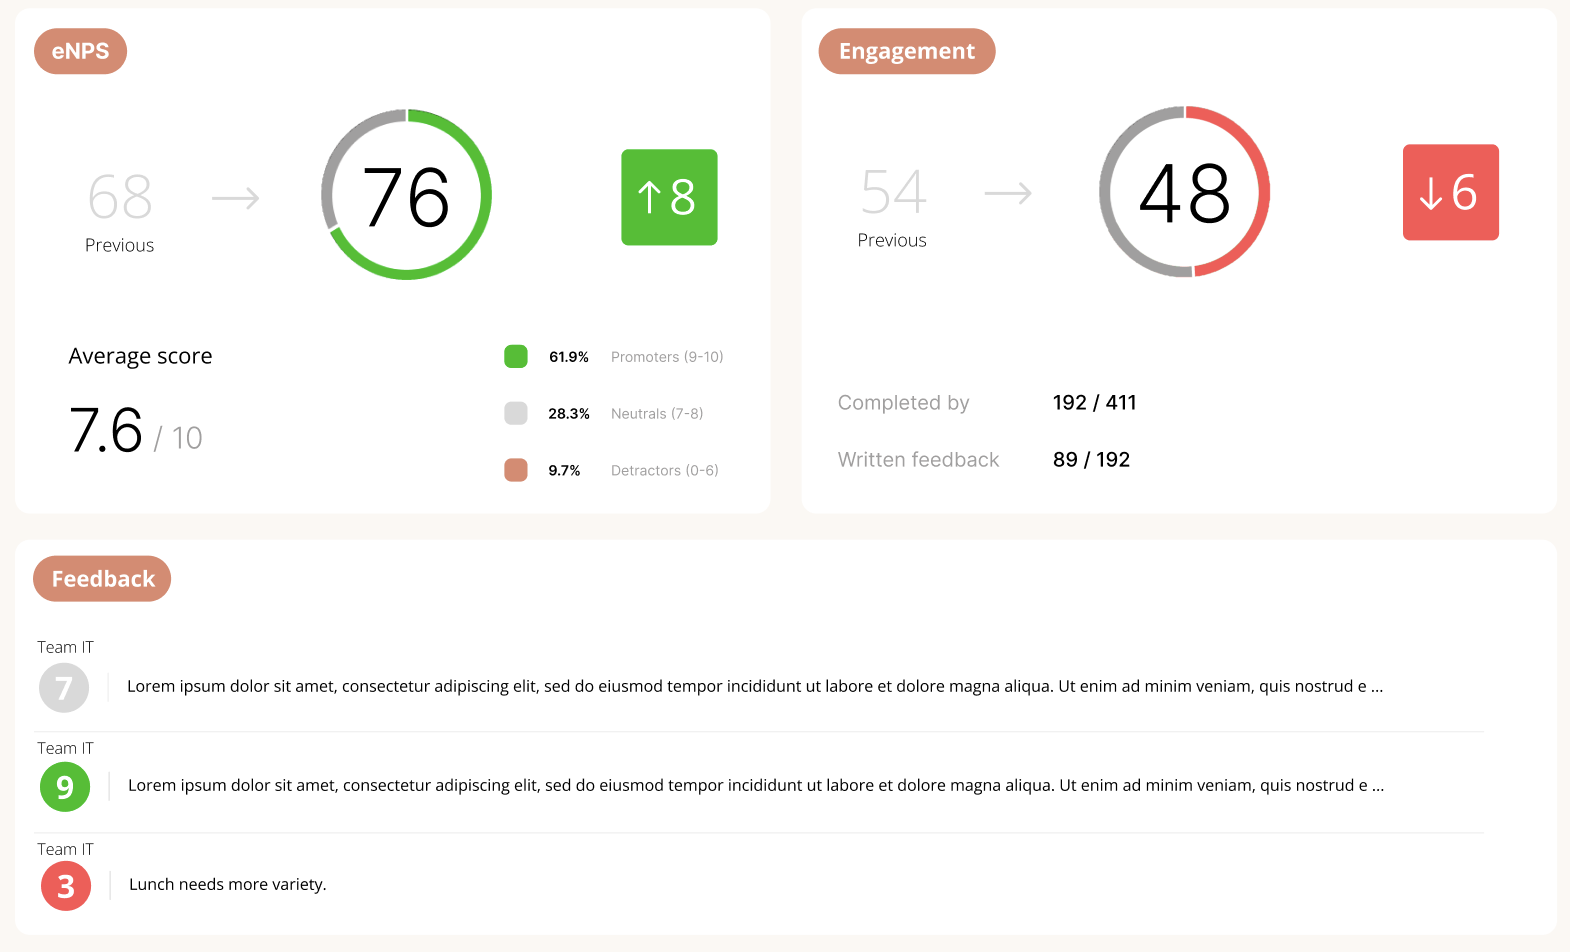 eNPS
68
Previous
→
76
↑8
Average score
7.6 / 10
61.9% Promoters (9-10)
28.3% Neutrals (7-8)
9.7% Detractors (0-6)
Engagement
54
Previous
→
48
↓6
Completed by 192 / 411
Written feedback 89 / 192
Feedback
Team IT
7 Lorem ipsum dolor sit amet, consectetur adipiscing elit, sed do eiusmod tempor incididunt ut labore et dolore magna aliqua. Ut enim ad minim veniam, quis nostrud e ...
Team IT
9 Lorem ipsum dolor sit amet, consectetur adipiscing elit, sed do eiusmod tempor incididunt ut labore et dolore magna aliqua. Ut enim ad minim veniam, quis nostrud e ...
Team IT
3 Lunch needs more variety.